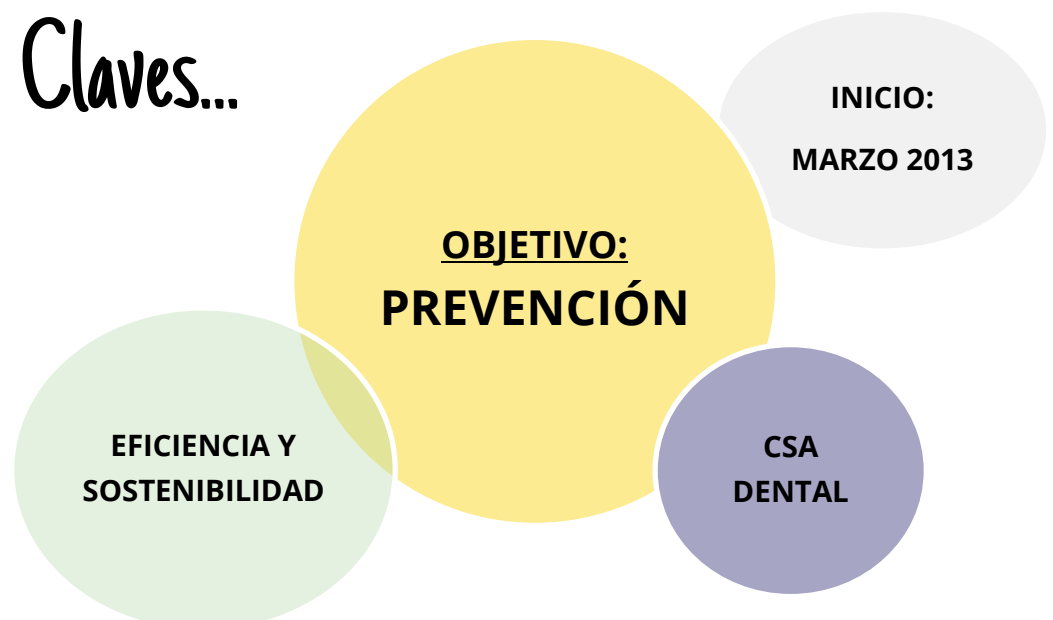 Claves...
INICIO:
MARZO 2013
OBJETIVO:
PREVENCIÓN
EFICIENCIA Y
SOSTENIBILIDAD
CSA
DENTAL